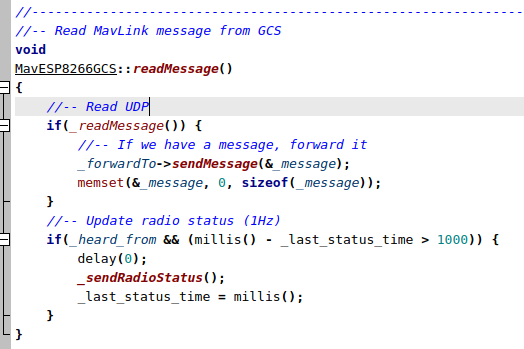 //---------------------------------------------------------------
//-- Read MavLink message from GCS
void
MavESP8266GCS::readMessage()
{
    //-- Read UDP
    if(_readMessage()) {
        //-- If we have a message, forward it
        _forwardTo->sendMessage(&_message);
        memset(&_message, 0, sizeof(_message));
    }
    //-- Update radio status (1Hz)
    if(_heard_from && (millis() - _last_status_time > 1000)) {
        delay(0);
        _sendRadioStatus();
        _last_status_time = millis();
    }
}